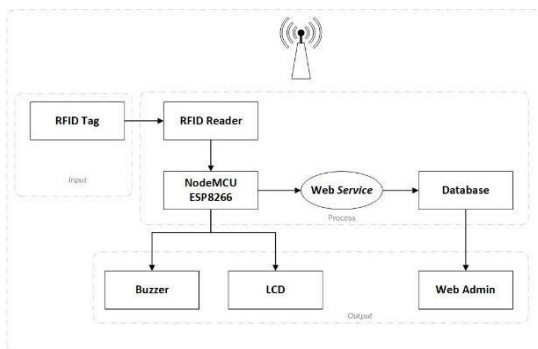 RFID Tag
RFID Reader
Input
NodeMCU
ESP8266
Web Service
Database
Process
Buzzer
LCD
Web Admin
Output